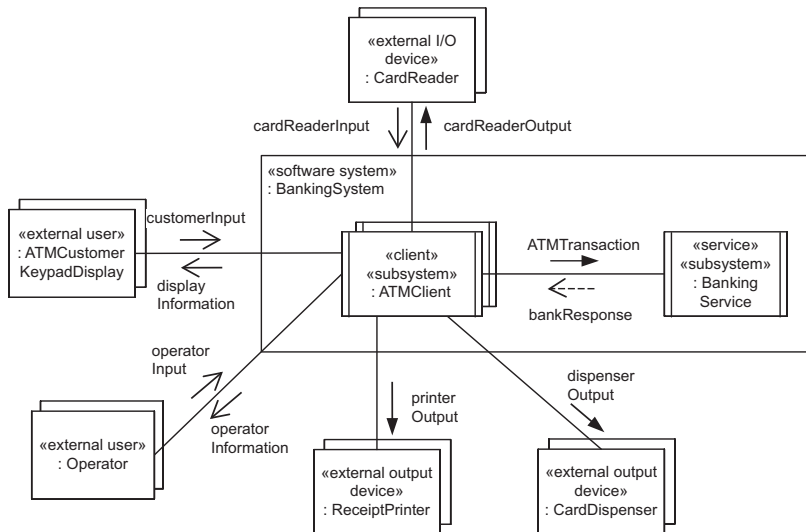 «external I/O
device»
: CardReader
cardReaderInput
cardReaderOutput
«software system»
: BankingSystem
«external user»
: ATMCustomer
KeypadDisplay
customerInput
display
Information
«client»
«subsystem»
: ATMClient
ATMTransaction
bankResponse
«service»
«subsystem»
: Banking
Service
operator
Input
operator
Information
printer
Output
dispenser
Output
«external user»
: Operator
«external output
device»
: ReceiptPrinter
«external output
device»
: CardDispenser